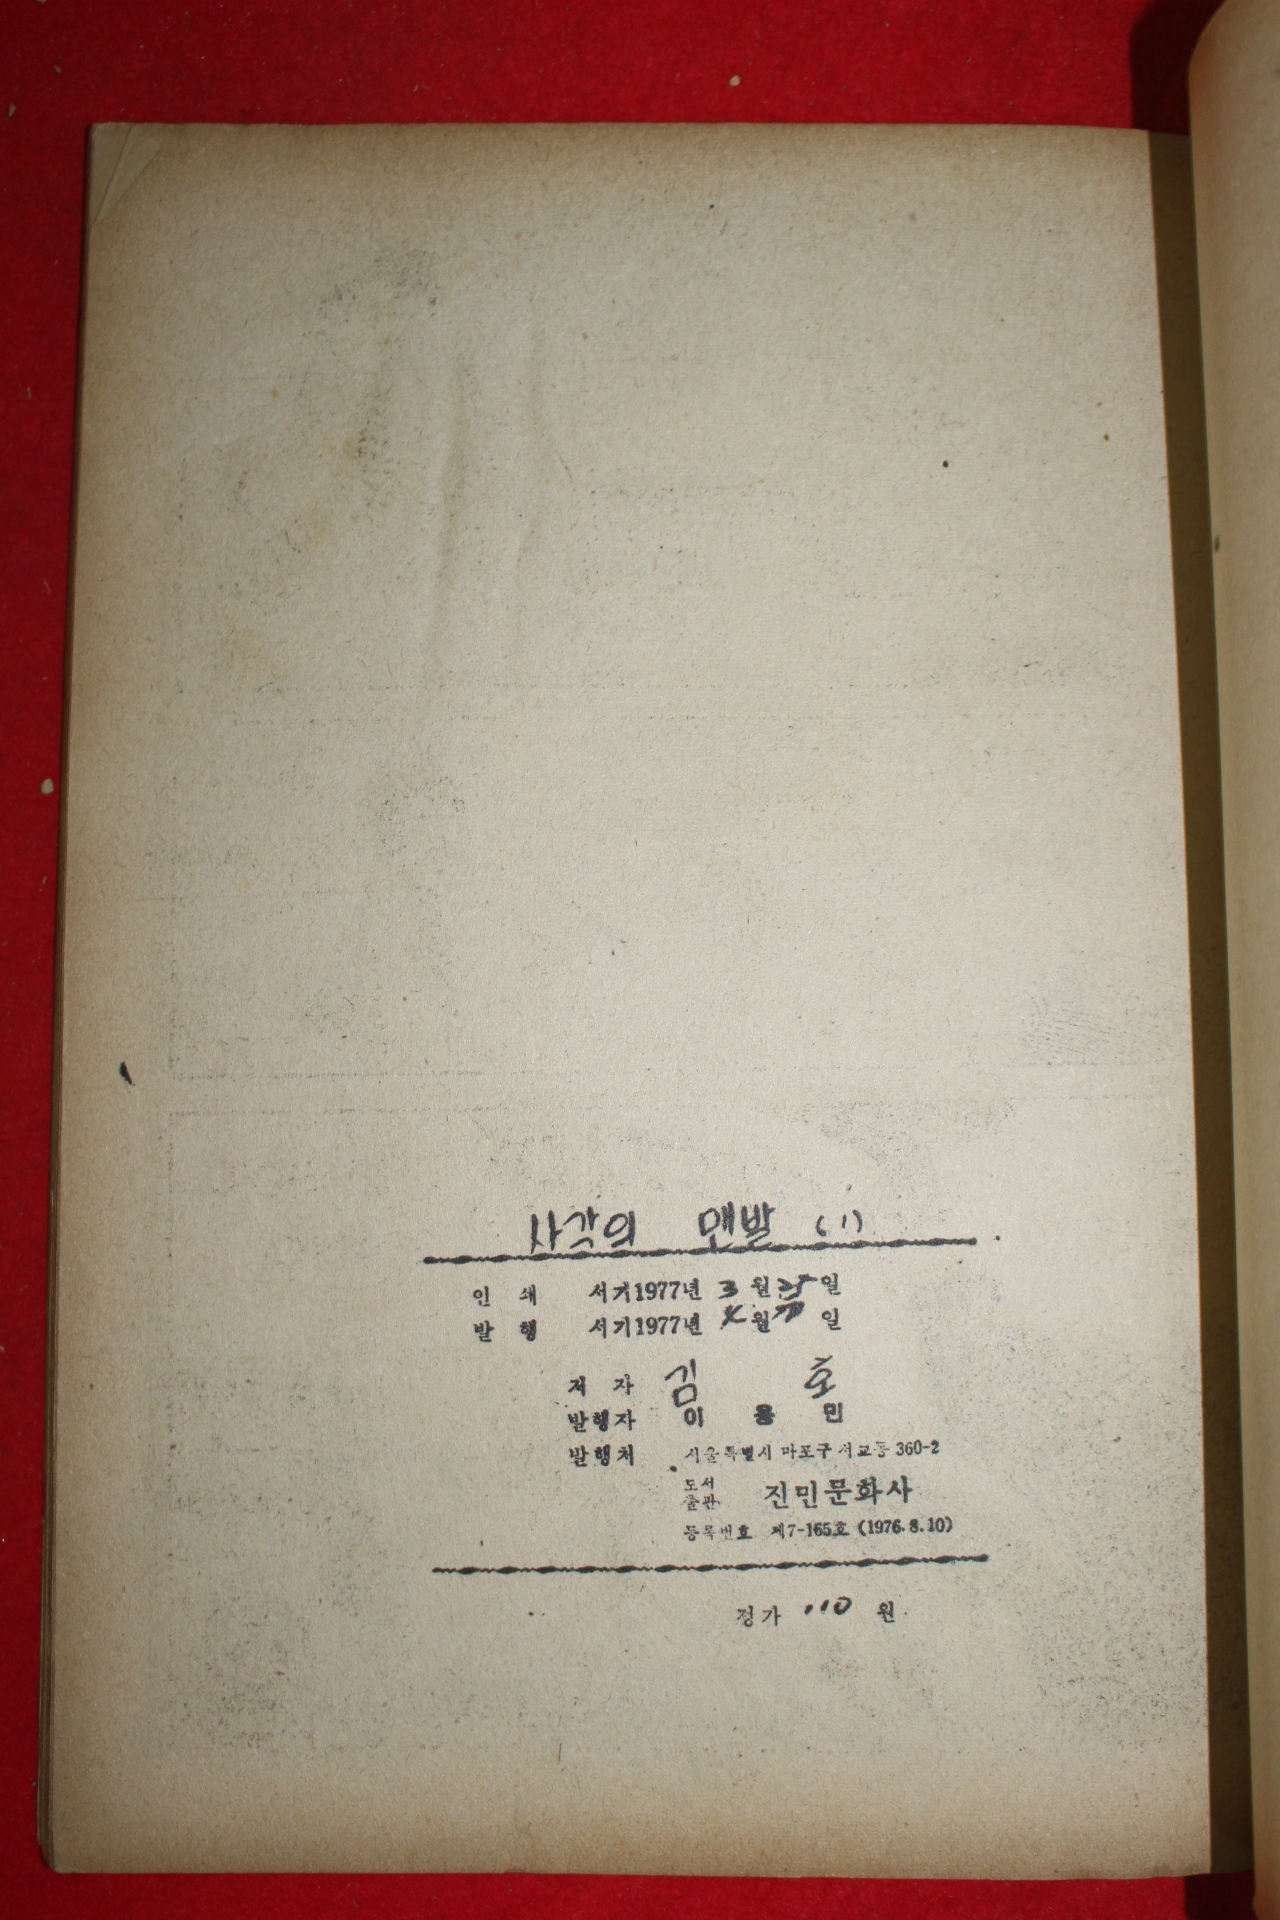 사각의 맨발 (1)
인 쇄 서기1977년 3 월 25 일
발 행 서기1977년 4 월 일
저 자 김 호
발행자 이 용 민
발행처 서울특별시 마포구 서교동 360-2
도서
출판 진민문화사
등록번호 제7-165호 (1976.8.10)
정가 110 원